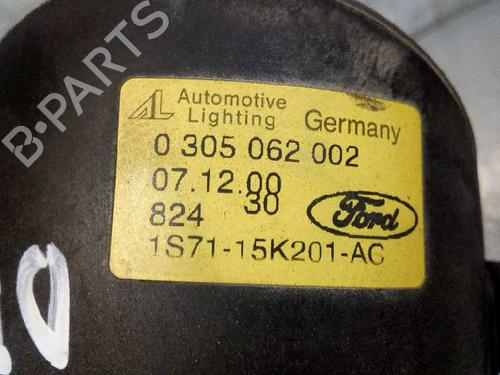 B-PARTS
AL Automotive Lighting Germany
0 305 062 002
07.12.00
30
824
Ford
1S71-15K201-AC